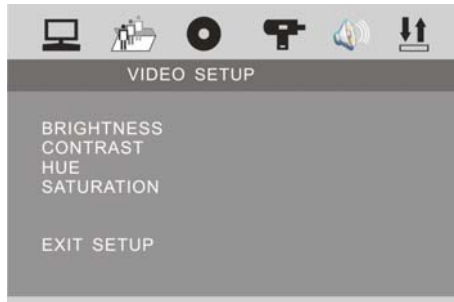 VIDEO SETUP
BRIGHTNESS
CONTRAST
HUE
SATURATION
EXIT SETUP